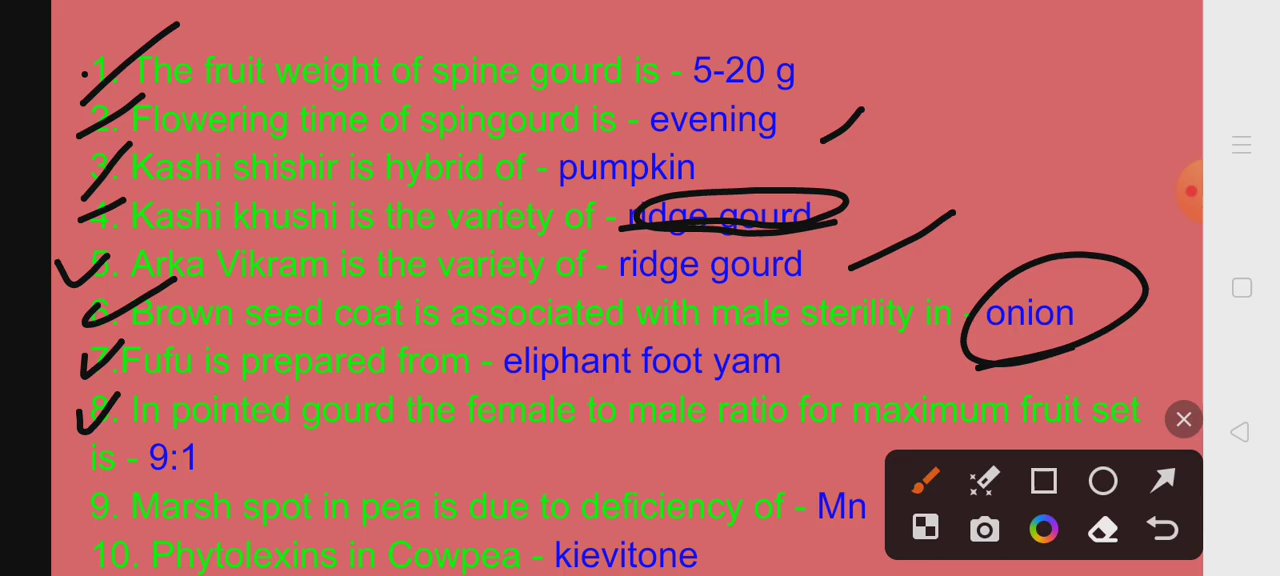 1. The fruit weight of spine gourd is - 5-20 g
2. Flowering time of spingourd is - evening
3. Kashi shishir is hybrid of - pumpkin
4. Kashi khushi is the variety of - ridge gourd
5. Arka Vikram is the variety of - ridge gourd
6. Brown seed coat is associated with male sterility in - onion
7.Fufu is prepared from - eliphant foot yam
8. In pointed gourd the female to male ratio for maximum fruit set
is - 9:1
9. Marsh spot in pea is due to deficiency of - Mn
10. Phytolexins in Cowpea - kievitone